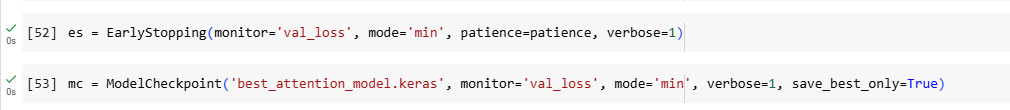 [52] es = EarlyStopping(monitor='val_loss', mode='min', patience=patience, verbose=1)
0s
[53] mc = ModelCheckpoint('best_attention_model.keras', monitor='val_loss', mode='min', verbose=1, save_best_only=True)
0s